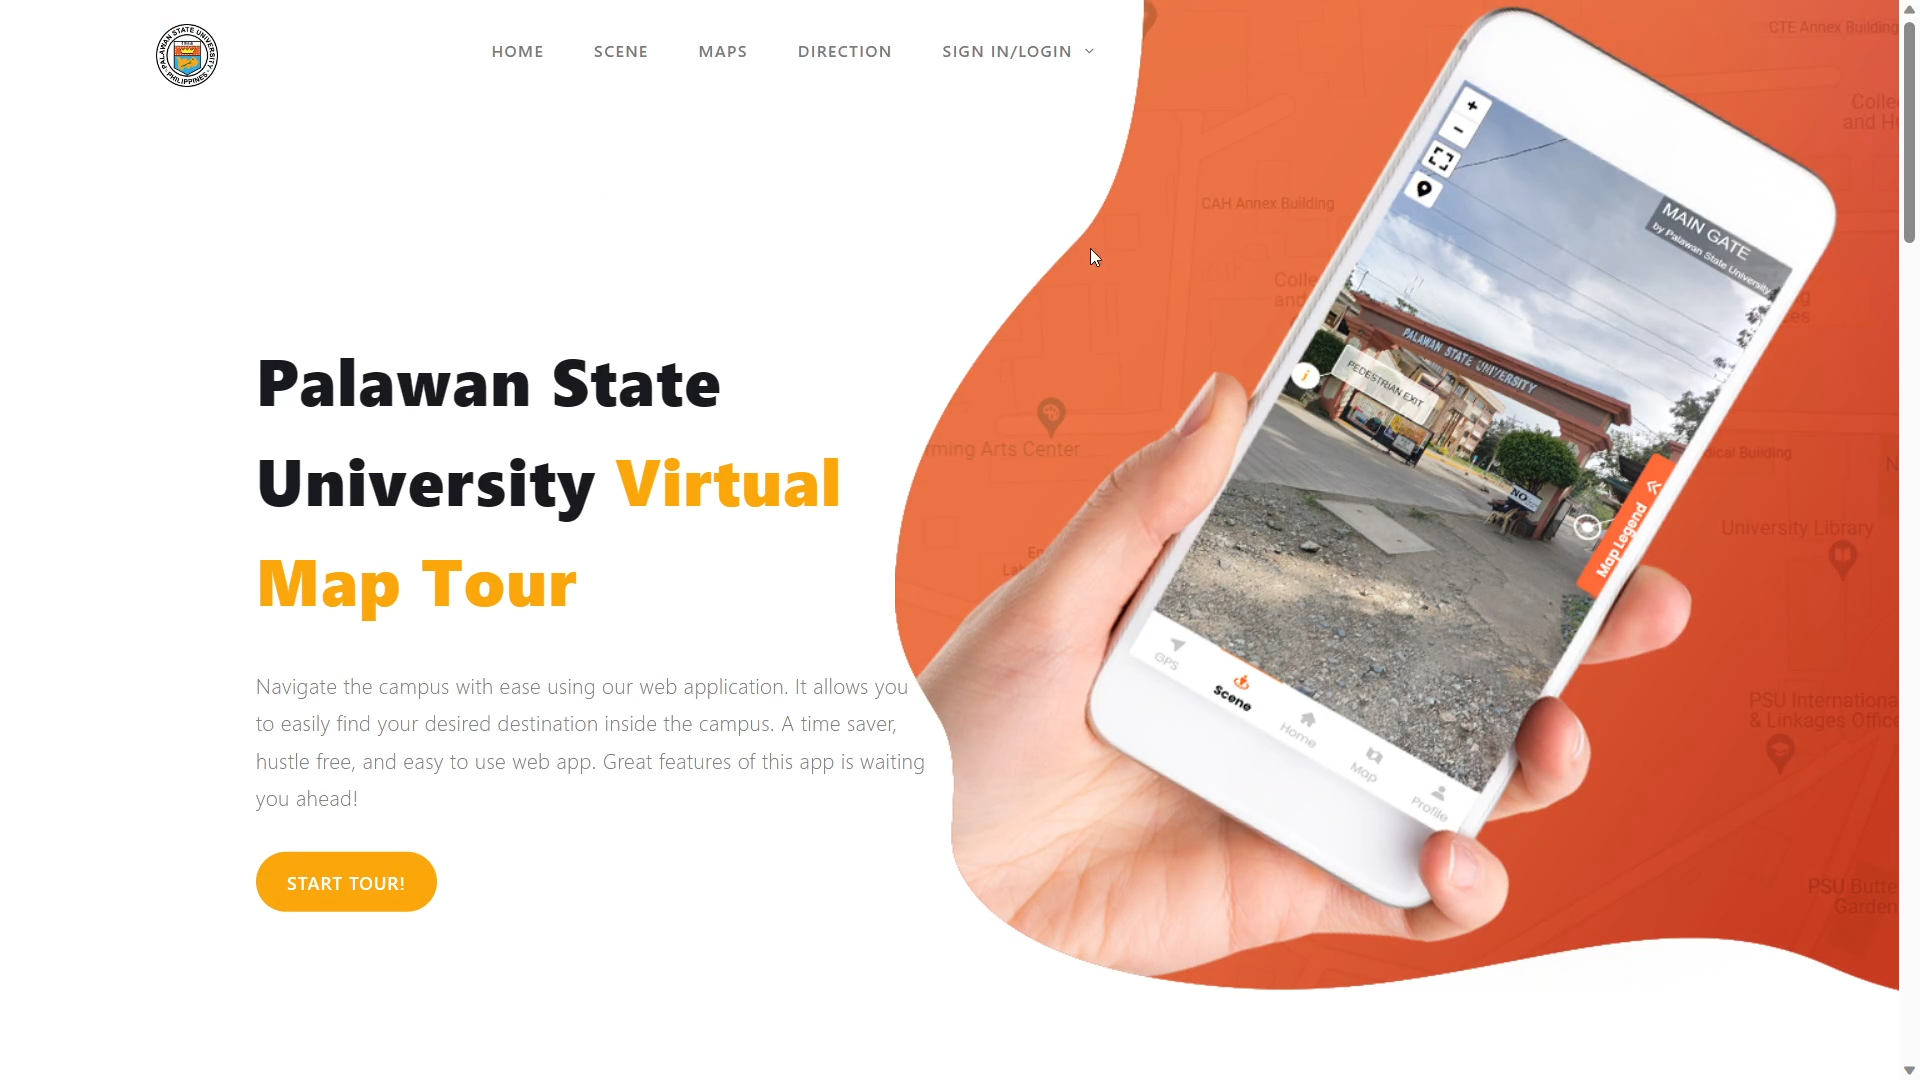 PALAWAN STATE UNIVERSITY
1965
PHILIPPINES
HOME
SCENE
MAPS
DIRECTION
SIGN IN/LOGIN
Palawan State
University Virtual
Map Tour
Navigate the campus with ease using our web application. It allows you
to easily find your desired destination inside the campus. A time saver,
hustle free, and easy to use web app. Great features of this app is waiting
you ahead!
START TOUR!
CTE Annex Building
Colle
and H
CAH Annex Building
Colle
and
rming Arts Center
En
La
dical Building
N
University Library
PSU Internationa
& Linkages Office
PSU Butte
Garden
+
−
MAIN GATE
by Palawan State University
PALAWAN STATE UNIVERSITY
PEDESTRIAN EXIT
NO
Map Legend
GPS
Scene
Home
Map
Profile